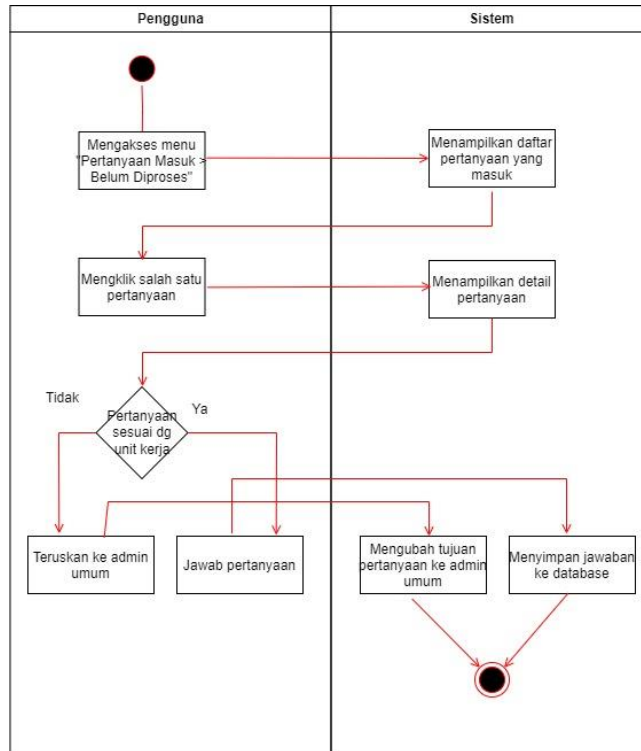 Pengguna
Sistem
Mengakses menu
"Pertanyaan Masuk >
Belum Diproses"
Menampilkan daftar
pertanyaan yang
masuk
Mengklik salah satu
pertanyaan
Menampilkan detail
pertanyaan
Tidak
Ya
Pertanyaan
sesuai dg
unit kerja
Teruskan ke admin
umum
Jawab pertanyaan
Mengubah tujuan
pertanyaan ke admin
umum
Menyimpan jawaban
ke database